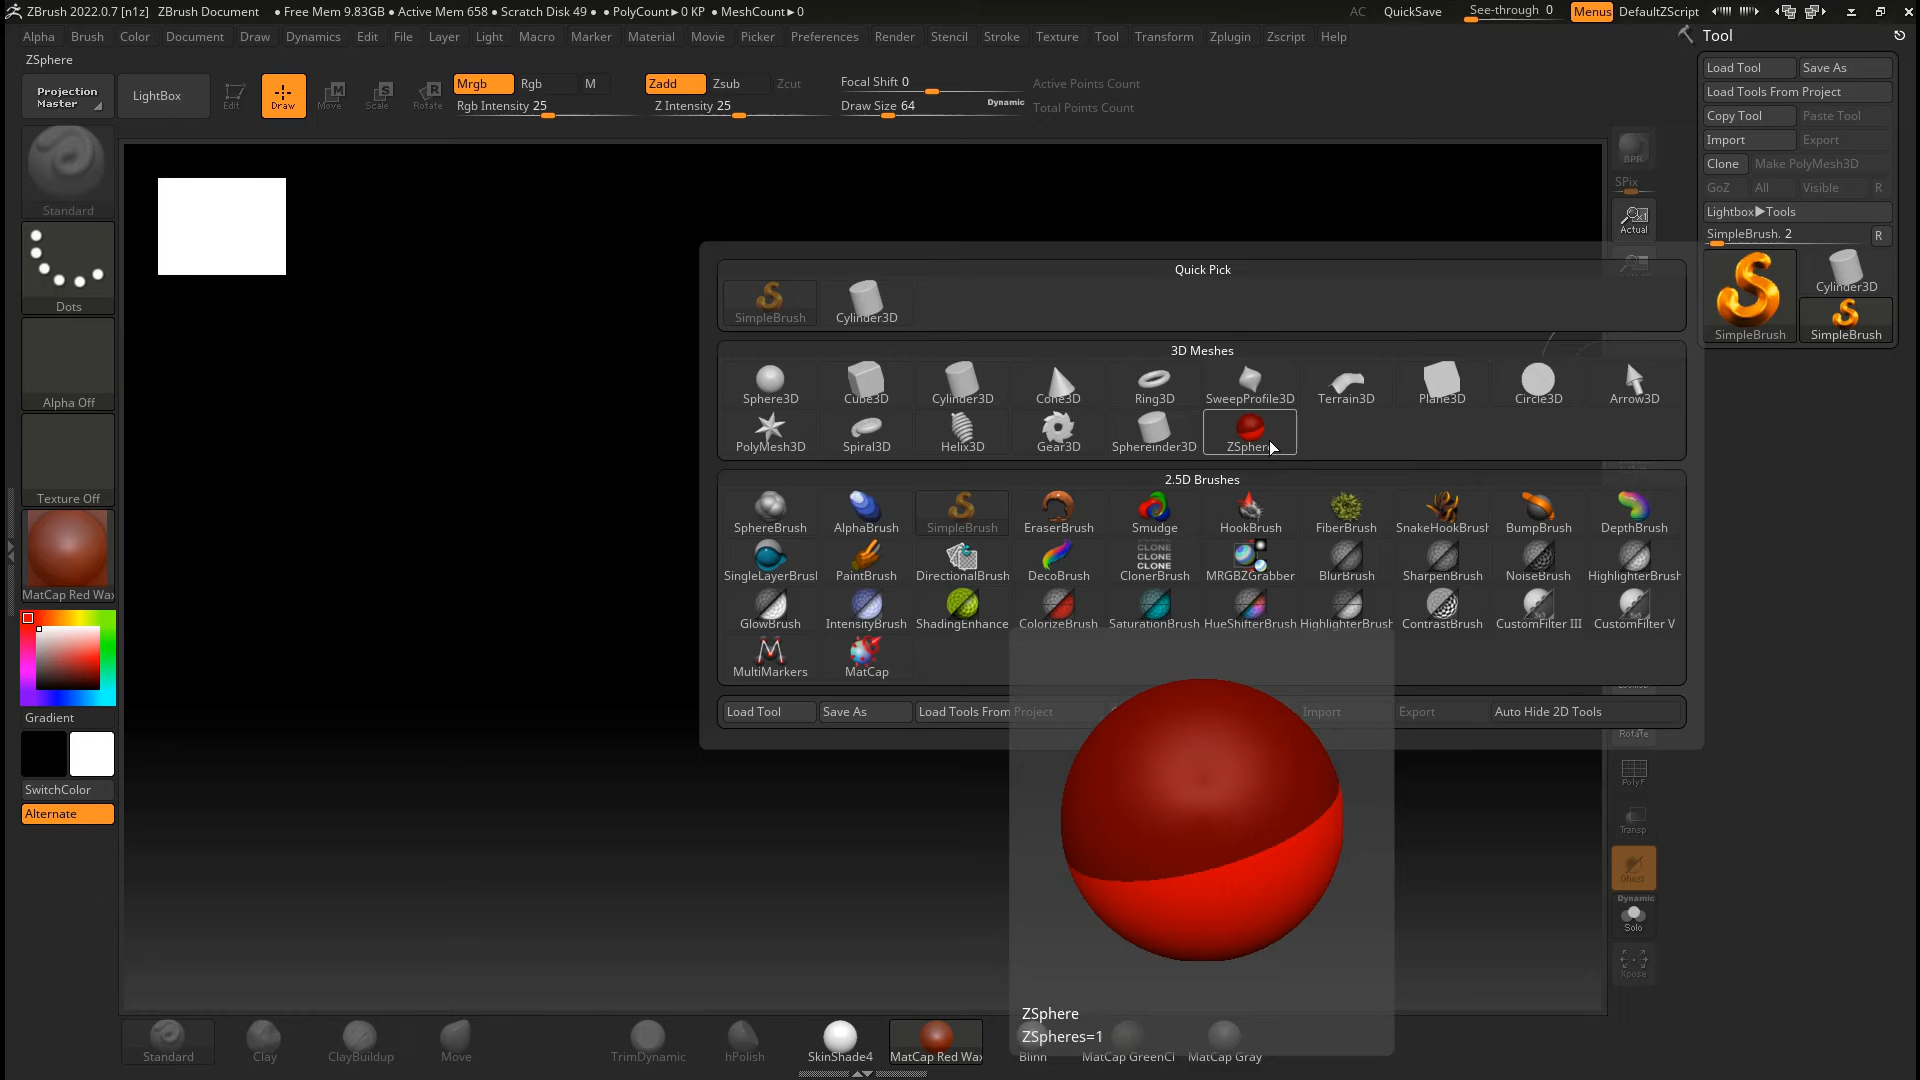 ZBrush 2022.0.7 [n1z] ZBrush Document • Free Mem 9.83GB • Active Mem 658 • Scratch Disk 49 • • PolyCount►0 KP • MeshCount►0 AC QuickSave See-through 0 Menus DefaultZScript
Alpha Brush Color Document Draw Dynamics Edit File Layer Light Macro Marker Material Movie Picker Preferences Render Stencil Stroke Texture Tool Transform Zplugin Zscript Help
ZSphere
Projection
Master
LightBox
Edit
Draw
Move
Scale
Rotate
Mrgb Rgb M
Rgb Intensity 25
Zadd Zsub Zcut
Z Intensity 25
Focal Shift 0
Draw Size 64
Dynamic
Active Points Count
Total Points Count
Standard
Dots
Alpha Off
Texture Off
MatCap Red Wax
Gradient
SwitchColor
Alternate
Quick Pick
SimpleBrush Cylinder3D
3D Meshes
Sphere3D Cube3D Cylinder3D Cone3D Ring3D SweepProfile3D Terrain3D Plane3D Circle3D Arrow3D
PolyMesh3D Spiral3D Helix3D Gear3D Sphereinder3D ZSphere
2.5D Brushes
SphereBrush AlphaBrush SimpleBrush EraserBrush Smudge HookBrush FiberBrush SnakeHookBrush BumpBrush DepthBrush
CLONE
CLONE
CLONE
SingleLayerBrush PaintBrush DirectionalBrush DecoBrush ClonerBrush MRGBZGrabber BlurBrush SharpenBrush NoiseBrush HighlighterBrush
GlowBrush IntensityBrush ShadingEnhance ColorizeBrush SaturationBrush HueShifterBrush HighlighterBrush ContrastBrush CustomFilter III CustomFilter V
MultiMarkers MatCap
Load Tool Save As Load Tools From Project Import Export Auto Hide 2D Tools
ZSphere
ZSpheres=1
Standard Clay ClayBuildup Move TrimDynamic hPolish SkinShade4 MatCap Red Wax Blinn MatCap GreenCl MatCap Gray
BPR
SPix
Actual
Rotate
PolyF
Transp
Ghost
Dynamic
Solo
Xpose
Tool
Load Tool Save As
Load Tools From Project
Copy Tool Paste Tool
Import Export
Clone Make PolyMesh3D
GoZ All Visible R
Lightbox►Tools
SimpleBrush. 2 R
Cylinder3D
SimpleBrush SimpleBrush